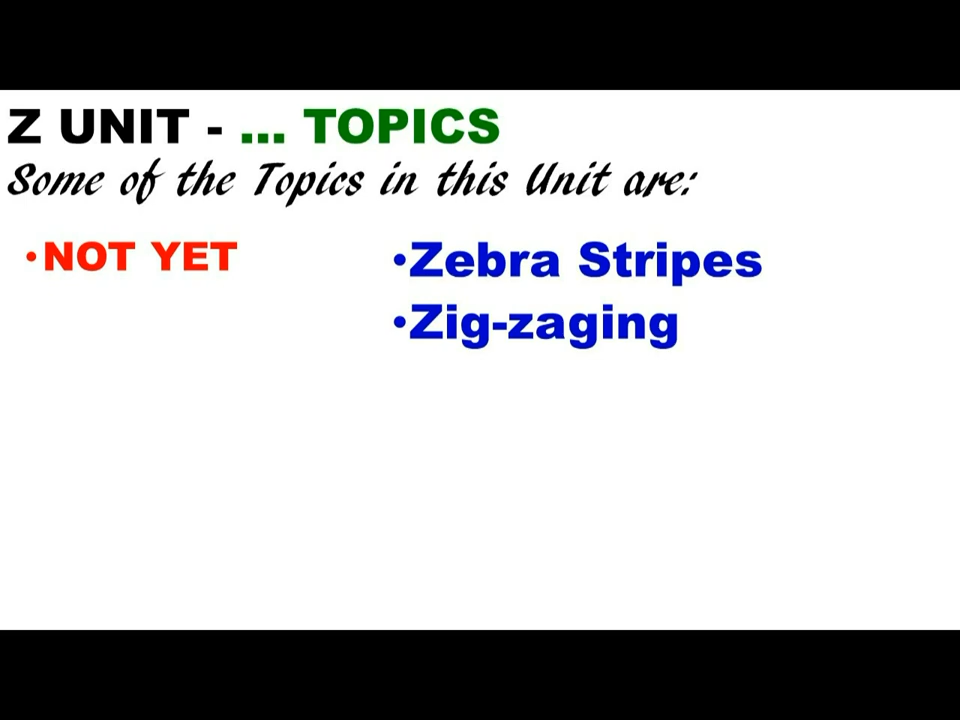 Z UNIT - ... TOPICS
Some of the Topics in this Unit are:
•NOT YET
•Zebra Stripes
•Zig-zaging